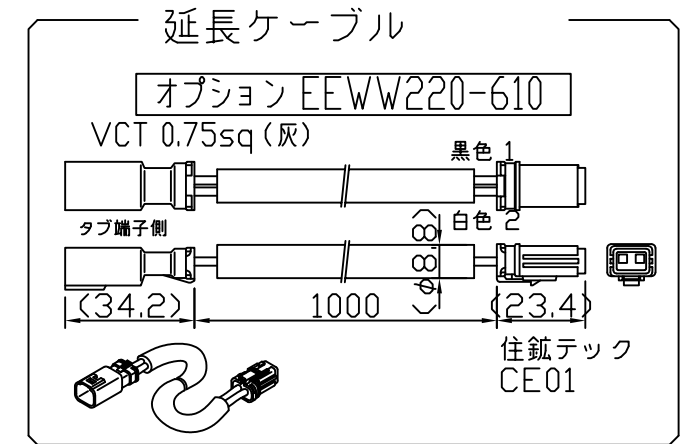 延長ケーブル
オプション EEWW220-610
VCT 0.75sq(灰)
黒色 1
タブ端子側
白色 2
(φ8.8)
(34.2)
1000
(23.4)
住鉱テック
CE01